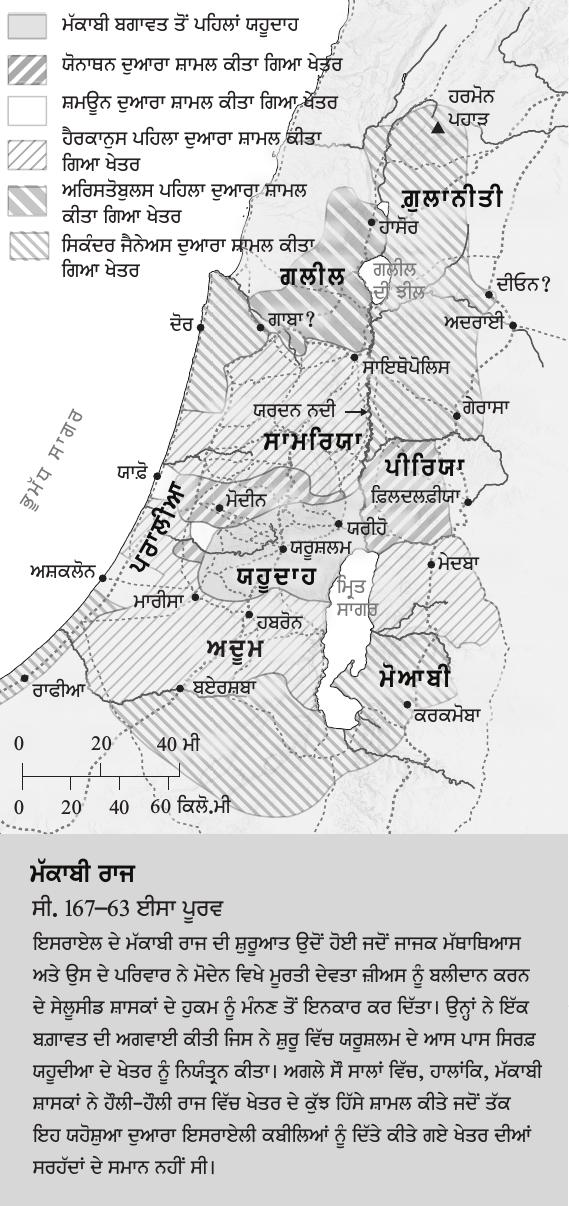 ਮੱਕਾਬੀ ਬਗਾਵਤ ਤੋਂ ਪਹਿਲਾਂ ਯਹੂਦਾਹ
ਯੋਨਾਥਨ ਦੁਆਰਾ ਸ਼ਾਮਲ ਕੀਤਾ ਗਿਆ ਖੇਤਰ
ਸ਼ਮਊਨ ਦੁਆਰਾ ਸ਼ਾਮਲ ਕੀਤਾ ਗਿਆ ਖੇਤਰ
ਹੈਰਕਾਨੁਸ ਪਹਿਲਾ ਦੁਆਰਾ ਸ਼ਾਮਲ ਕੀਤਾ
ਗਿਆ ਖੇਤਰ
ਅਰਿਸਤੋਬੁਲਸ ਪਹਿਲਾ ਦੁਆਰਾ ਸ਼ਾਮਲ
ਕੀਤਾ ਗਿਆ ਖੇਤਰ
ਸਿਕੰਦਰ ਜੈਨੇਅਸ ਦੁਆਰਾ ਸ਼ਾਮਲ ਕੀਤਾ
ਗਿਆ ਖੇਤਰ
ਹਰਮੋਨ
ਪਹਾੜ
ਗ਼ੁਲਾਨੀਤੀ
ਹਾਸੋਰ
ਗਲੀਲ
ਗਲੀਲ
ਦੀ ਝੀਲ
ਦੀਓਨ?
ਦੋਰ
ਗਾਬਾ?
ਅਦਰਾਈ
ਸਾਇਥੋਪੋਲਿਸ
ਯਰਦਨ ਨਦੀ
ਗੇਰਾਸਾ
ਭੂਮੱਧ ਸਾਗਰ
ਸਾਮਰਿਯਾ
ਪੀਰਿਯਾ
ਯਾਫ਼ੋ
ਪਰਾਲੀਆ
ਮੋਦੀਨ
ਫ਼ਿਲਦਲਫ਼ੀਯਾ
ਯਰੀਹੋ
ਯਰੂਸ਼ਲਮ
ਅਸ਼ਕਲੋਨ
ਯਹੂਦਾਹ
ਮੇਦਬਾ
ਮਾਰੀਸਾ
ਮ੍ਰਿਤ
ਸਾਗਰ
ਹਬਰੋਨ
ਅਦੂਮ
ਰਾਫੀਆ
ਬਏਰਸ਼ਬਾ
ਮੋਆਬੀ
ਕਰਕਮੋਬਾ
0 20 40 ਮੀ
0 20 40 60 ਕਿਲੋ.ਮੀ
ਮੱਕਾਬੀ ਰਾਜ
ਸੀ. 167–63 ਈਸਾ ਪੂਰਵ
ਇਸਰਾਏਲ ਦੇ ਮੱਕਾਬੀ ਰਾਜ ਦੀ ਸ਼ੁਰੂਆਤ ਉਦੋਂ ਹੋਈ ਜਦੋਂ ਜਾਜਕ ਮੱਥਾਥਿਆਸ
ਅਤੇ ਉਸ ਦੇ ਪਰਿਵਾਰ ਨੇ ਮੋਦੇਨ ਵਿਖੇ ਮੂਰਤੀ ਦੇਵਤਾ ਜ਼ੀਅਸ ਨੂੰ ਬਲੀਦਾਨ ਕਰਨ
ਦੇ ਸੇਲੂਸੀਡ ਸ਼ਾਸਕਾਂ ਦੇ ਹੁਕਮ ਨੂੰ ਮੰਨਣ ਤੋਂ ਇਨਕਾਰ ਕਰ ਦਿੱਤਾ। ਉਨ੍ਹਾਂ ਨੇ ਇੱਕ
ਬਗ਼ਾਵਤ ਦੀ ਅਗਵਾਈ ਕੀਤੀ ਜਿਸ ਨੇ ਸ਼ੁਰੂ ਵਿੱਚ ਯਰੂਸ਼ਲਮ ਦੇ ਆਸ ਪਾਸ ਸਿਰਫ਼
ਯਹੂਦੀਆ ਦੇ ਖੇਤਰ ਨੂੰ ਨਿਯੰਤ੍ਰਨ ਕੀਤਾ। ਅਗਲੇ ਸੌ ਸਾਲਾਂ ਵਿੱਚ, ਹਾਲਾਂਕਿ, ਮੱਕਾਬੀ
ਸ਼ਾਸਕਾਂ ਨੇ ਹੌਲੀ-ਹੌਲੀ ਰਾਜ ਵਿੱਚ ਖੇਤਰ ਦੇ ਕੁੱਝ ਹਿੱਸੇ ਸ਼ਾਮਲ ਕੀਤੇ ਜਦੋਂ ਤੱਕ
ਇਹ ਯਹੋਸ਼ੁਆ ਦੁਆਰਾ ਇਸਰਾਏਲੀ ਕਬੀਲਿਆਂ ਨੂੰ ਦਿੱਤੇ ਕੀਤੇ ਗਏ ਖੇਤਰ ਦੀਆਂ
ਸਰਹੱਦਾਂ ਦੇ ਸਮਾਨ ਨਹੀਂ ਸੀ।